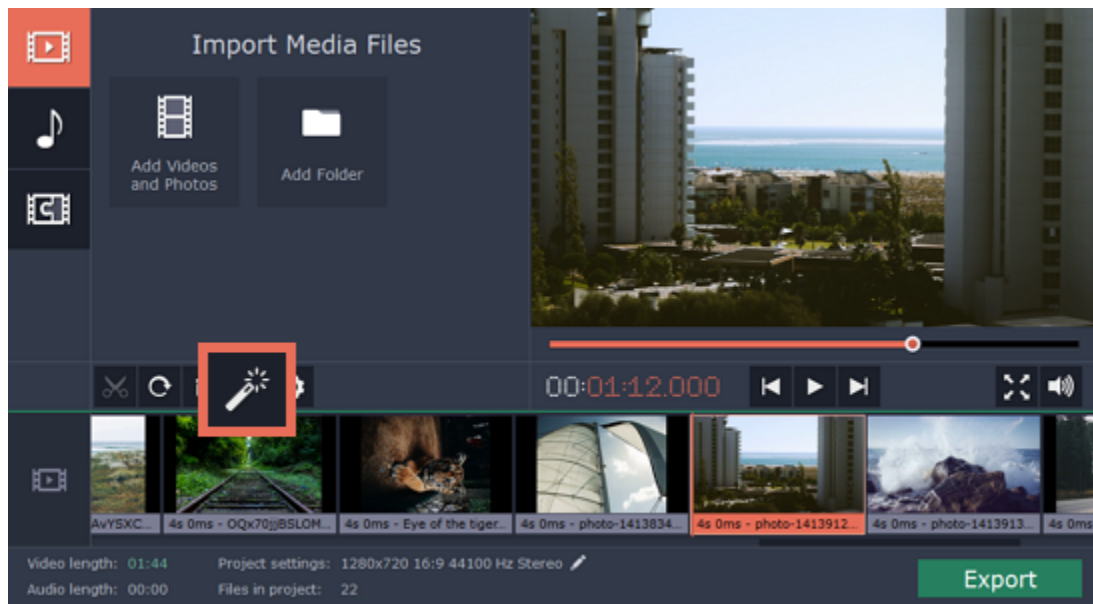 Import Media Files
Add Videos
and Photos
Add Folder
00:01:12.000
AvYSXC...
4s 0ms - OQx70jjBSLOM...
4s 0ms - Eye of the tiger...
4s 0ms - photo-1413834...
4s 0ms - photo-1413912...
4s 0ms - photo-1413913...
4s 0ms
Video length: 01:44
Project settings: 1280x720 16:9 44100 Hz Stereo
Audio length: 00:00
Files in project: 22
Export